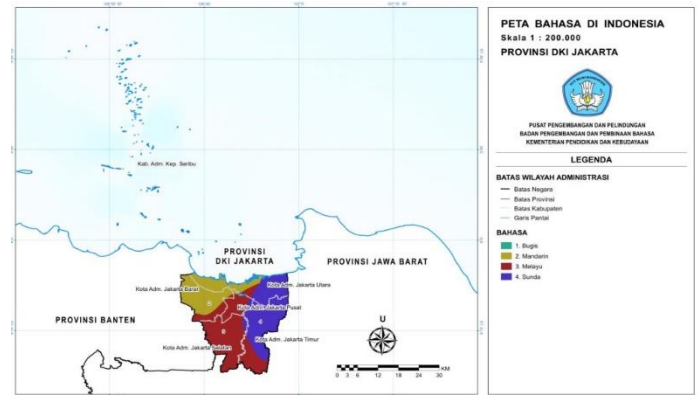 Kab. Adm. Kep. Seribu
PROVINSI
DKI JAKARTA
PROVINSI JAWA BARAT
Kota Adm. Jakarta Utara
Kota Adm. Jakarta Barat
Kota Adm. Jakarta Pusat
PROVINSI BANTEN
Kota Adm. Jakarta Timur
Kota Adm. Jakarta Selatan
2
3
4
U
0 3 6 12 18 24 30 KM
PETA BAHASA DI INDONESIA
Skala 1 : 200.000
PROVINSI DKI JAKARTA
PUSAT PENGEMBANGAN DAN PELINDUNGAN
BADAN PENGEMBANGAN DAN PEMBINAAN BAHASA
KEMENTERIAN PENDIDIKAN DAN KEBUDAYAAN
LEGENDA
BATAS WILAYAH ADMINISTRASI
Batas Negara
Batas Provinsi
Batas Kabupaten
Garis Pantai
BAHASA
1. Bugis
2. Mandarin
3. Melayu
4. Sunda